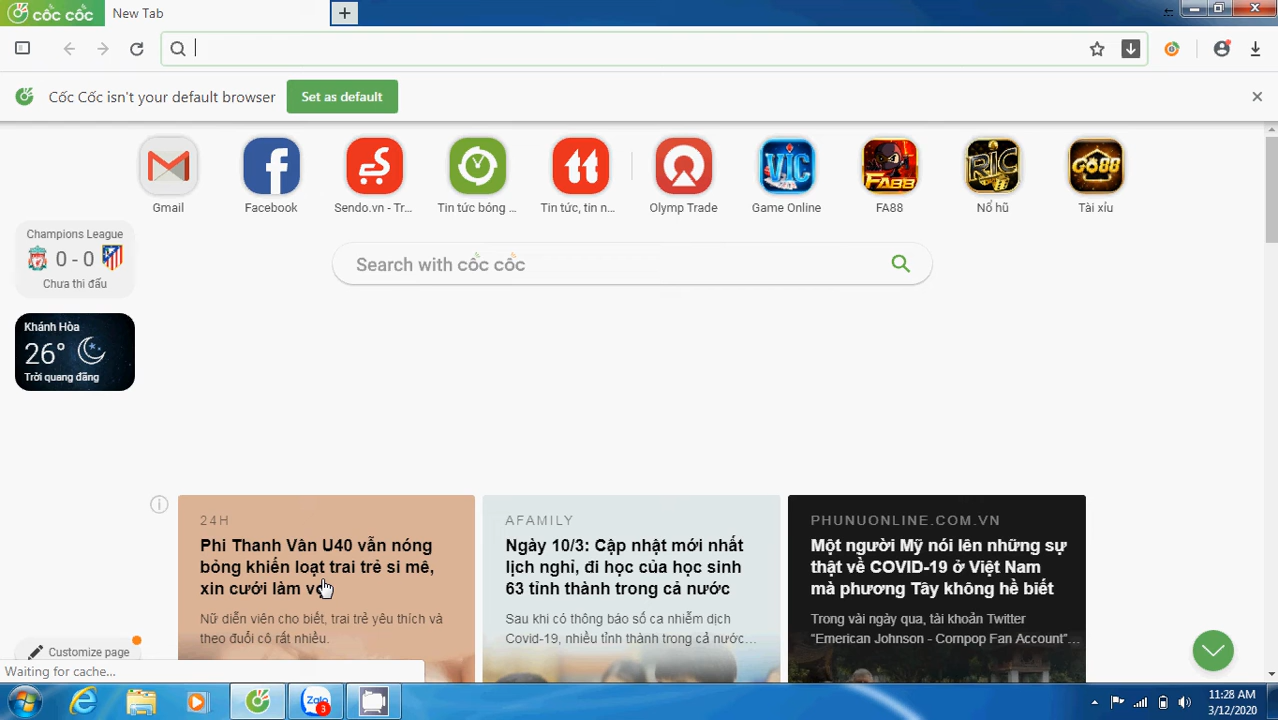 cốc cốc
New Tab
Cốc Cốc isn't your default browser
Set as default
Gmail
Facebook
Sendo.vn - Tr...
Tin tức bóng ...
Tin tức, tin n...
Olymp Trade
VIC
Game Online
FA88
FA88
RIC
Nổ hũ
GO88
Tài xỉu
Champions League
0 - 0
Chưa thi đấu
Search with cốc cốc
Khánh Hòa
26°
Trời quang đãng
24H
Phi Thanh Vân U40 vẫn nóng
bỏng khiến loạt trai trẻ si mê,
xin cưới làm vợ
Nữ diễn viên cho biết, trai trẻ yêu thích và
theo đuổi cô rất nhiều.
AFAMILY
Ngày 10/3: Cập nhật mới nhất
lịch nghỉ, đi học của học sinh
63 tỉnh thành trong cả nước
Sau khi có thông báo số ca nhiễm dịch
Covid-19, nhiều tỉnh thành trong cả nước...
PHUNUONLINE.COM.VN
Một người Mỹ nói lên những sự
thật về COVID-19 ở Việt Nam
mà phương Tây không hề biết
Trong vài ngày qua, tài khoản Twitter
“Emerican Johnson - Compop Fan Account”...
Customize page
Waiting for cache...
Zalo
3
11:28 AM
3/12/2020